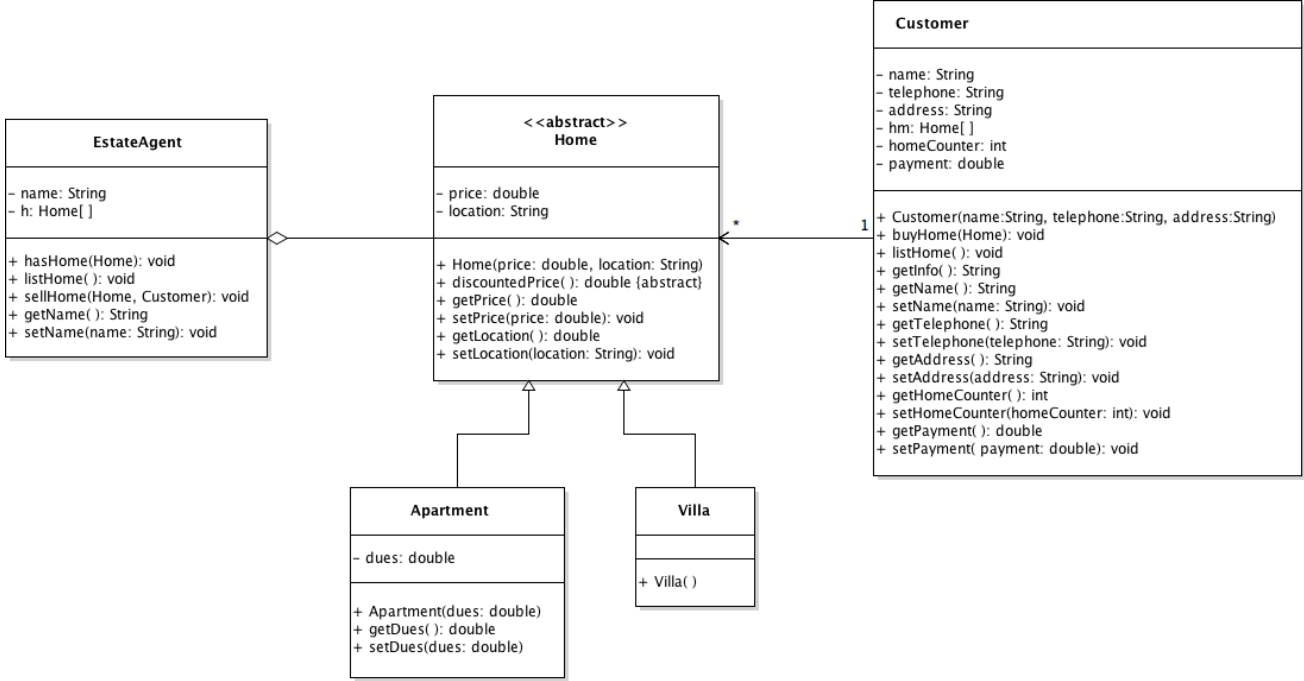 EstateAgent
- name: String
- h: Home[ ]
+ hasHome(Home): void
+ listHome( ): void
+ sellHome(Home, Customer): void
+ getName( ): String
+ setName(name: String): void
<<abstract>>
Home
- price: double
- location: String
+ Home(price: double, location: String)
+ discountedPrice( ): double {abstract}
+ getPrice( ): double
+ setPrice(price: double): void
+ getLocation( ): double
+ setLocation(location: String): void
*
1
Customer
- name: String
- telephone: String
- address: String
- hm: Home[ ]
- homeCounter: int
- payment: double
+ Customer(name:String, telephone:String, address:String)
+ buyHome(Home): void
+ listHome( ): void
+ getInfo( ): String
+ getName( ): String
+ setName(name: String): void
+ getTelephone( ): String
+ setTelephone(telephone: String): void
+ getAddress( ): String
+ setAddress(address: String): void
+ getHomeCounter( ): int
+ setHomeCounter(homeCounter: int): void
+ getPayment( ): double
+ setPayment( payment: double): void
Apartment
- dues: double
+ Apartment(dues: double)
+ getDues( ): double
+ setDues(dues: double)
Villa
+ Villa( )